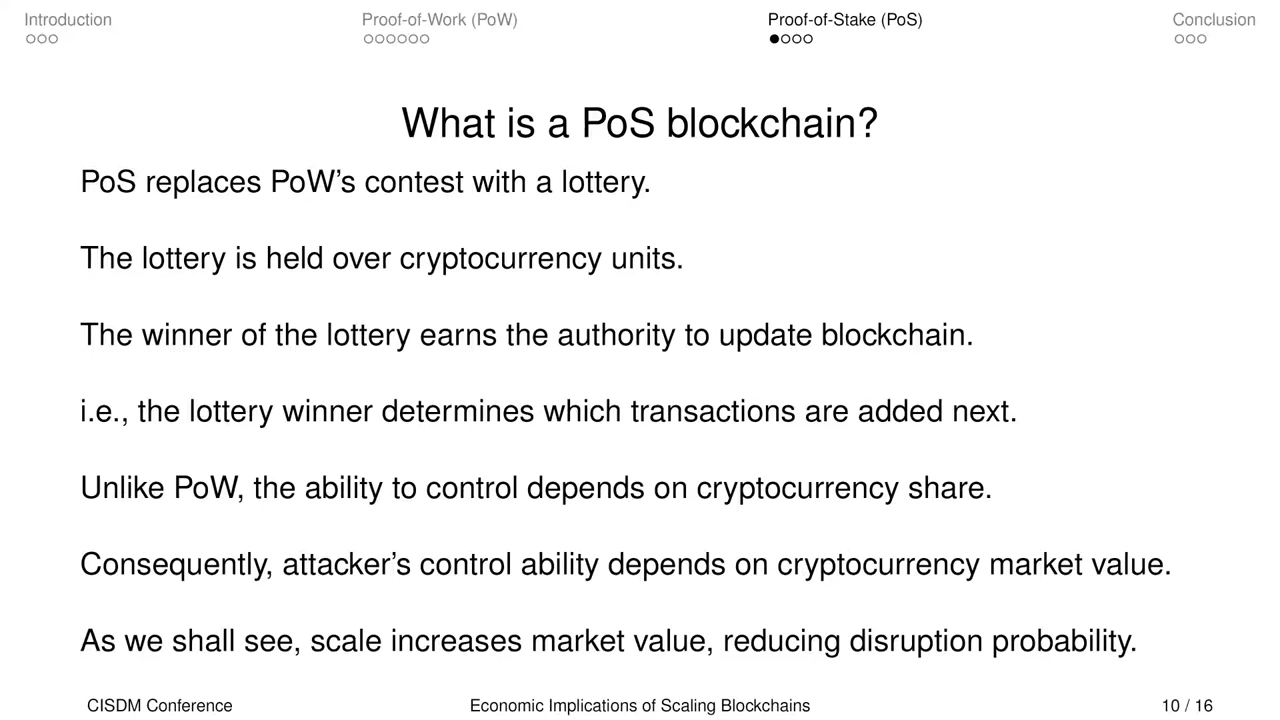 Introduction
Proof-of-Work (PoW)
Proof-of-Stake (PoS)
Conclusion
What is a PoS blockchain?
PoS replaces PoW's contest with a lottery.
The lottery is held over cryptocurrency units.
The winner of the lottery earns the authority to update blockchain.
i.e., the lottery winner determines which transactions are added next.
Unlike PoW, the ability to control depends on cryptocurrency share.
Consequently, attacker's control ability depends on cryptocurrency market value.
As we shall see, scale increases market value, reducing disruption probability.
CISDM Conference
Economic Implications of Scaling Blockchains
10 / 16